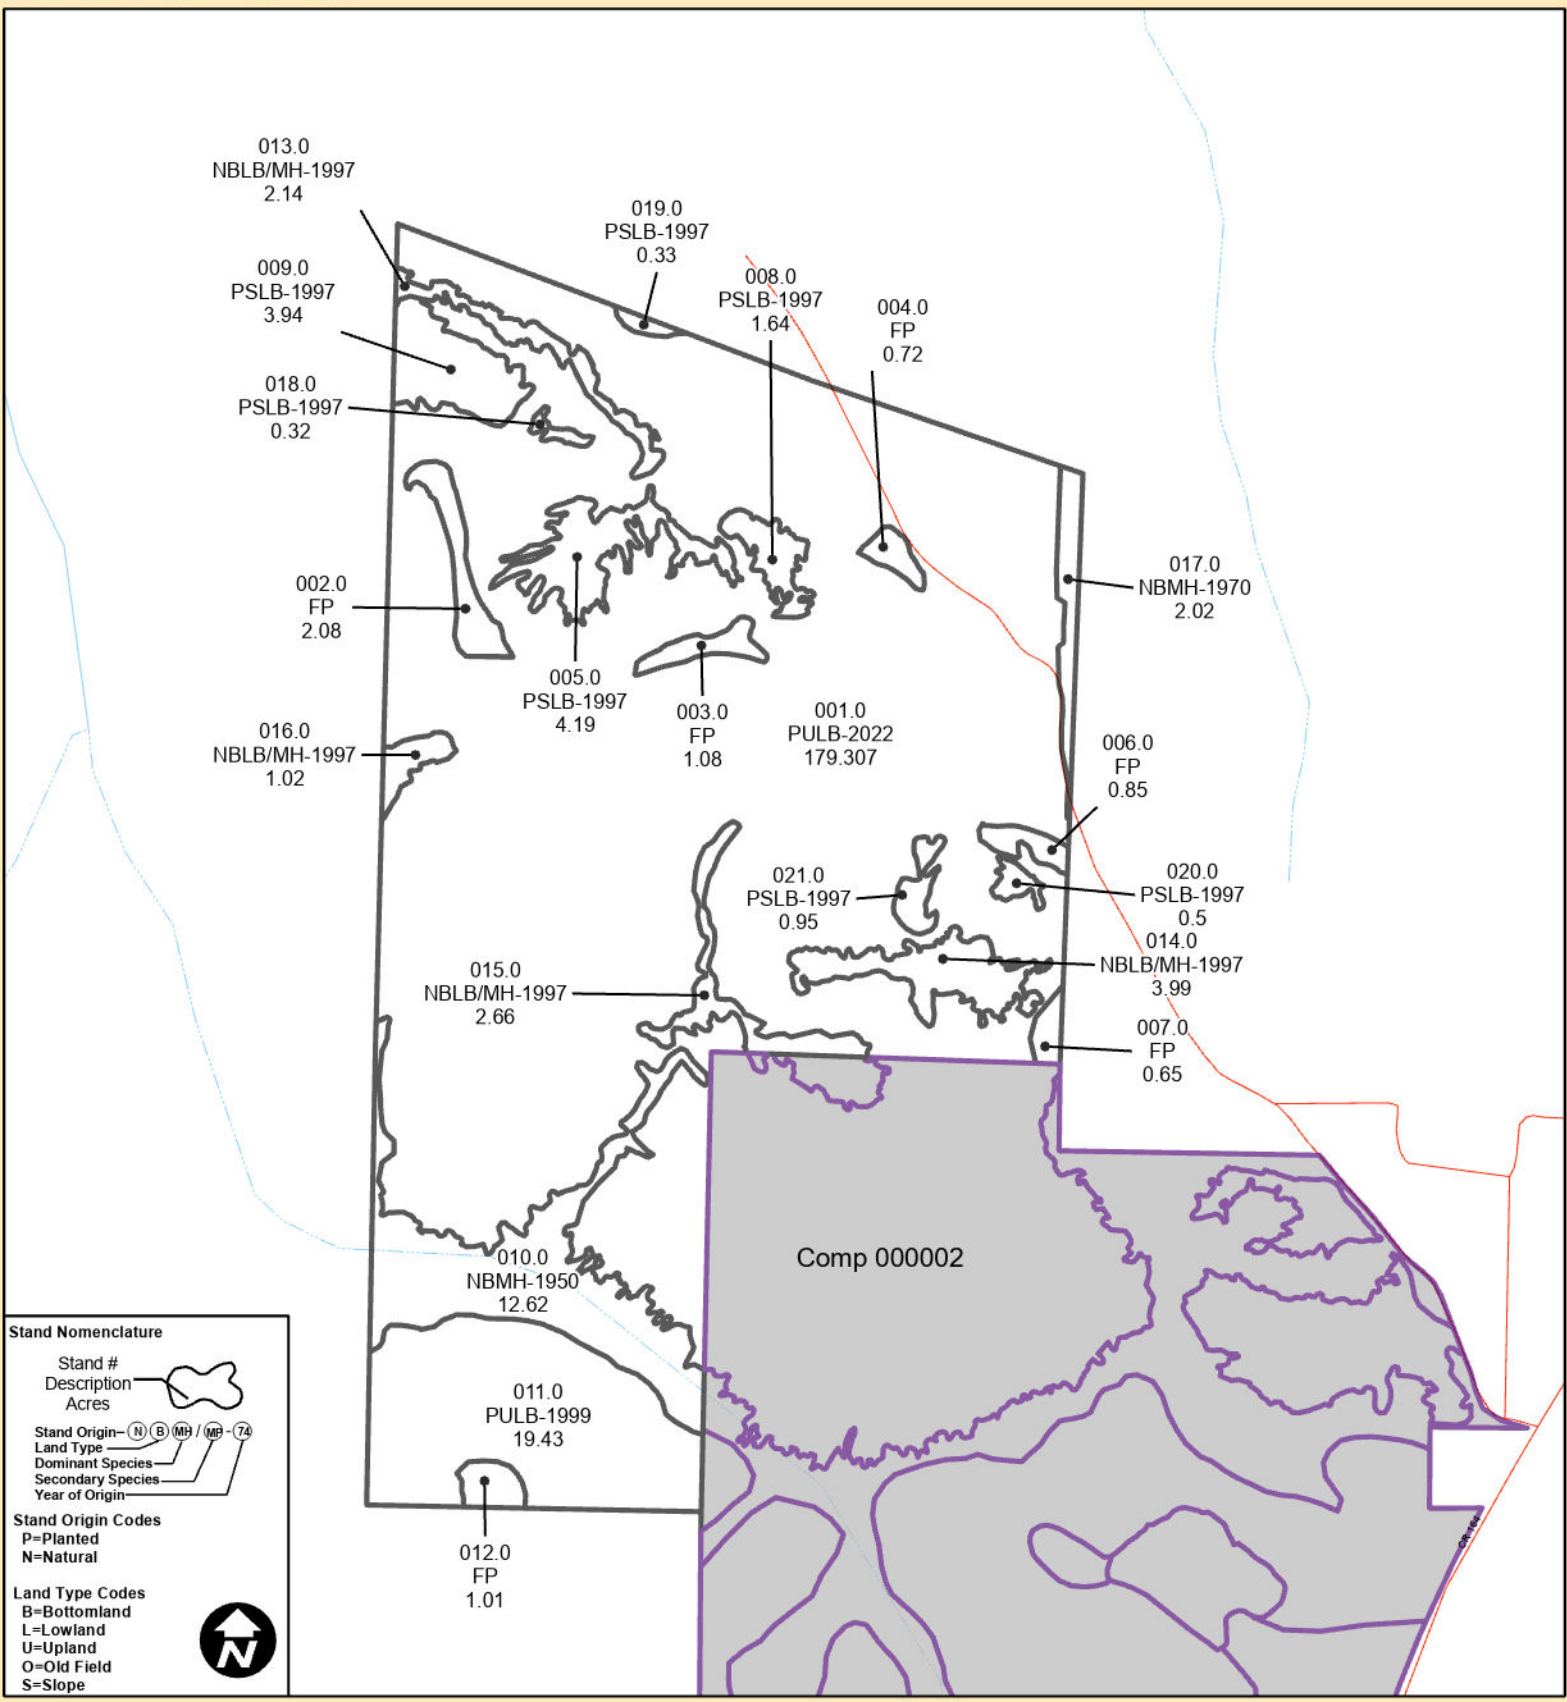 013.0
NBLB/MH-1997
2.14
019.0
PSLB-1997
0.33
009.0
PSLB-1997
3.94
008.0
PSLB-1997
1.64
004.0
FP
0.72
018.0
PSLB-1997
0.32
017.0
NBMH-1970
2.02
002.0
FP
2.08
005.0
PSLB-1997
4.19
003.0
FP
1.08
001.0
PULB-2022
179.307
016.0
NBLB/MH-1997
1.02
006.0
FP
0.85
021.0
PSLB-1997
0.95
020.0
PSLB-1997
0.5
014.0
NBLB/MH-1997
3.99
015.0
NBLB/MH-1997
2.66
007.0
FP
0.65
Comp 000002
010.0
NBMH-1950
12.62
011.0
PULB-1999
19.43
012.0
FP
1.01
CR-164
Stand Nomenclature
Stand #
Description
Acres
Stand Origin N B MH / MP - 74
Land Type
Dominant Species
Secondary Species
Year of Origin
Stand Origin Codes
P=Planted
N=Natural
Land Type Codes
B=Bottomland
L=Lowland
U=Upland
O=Old Field
S=Slope
N